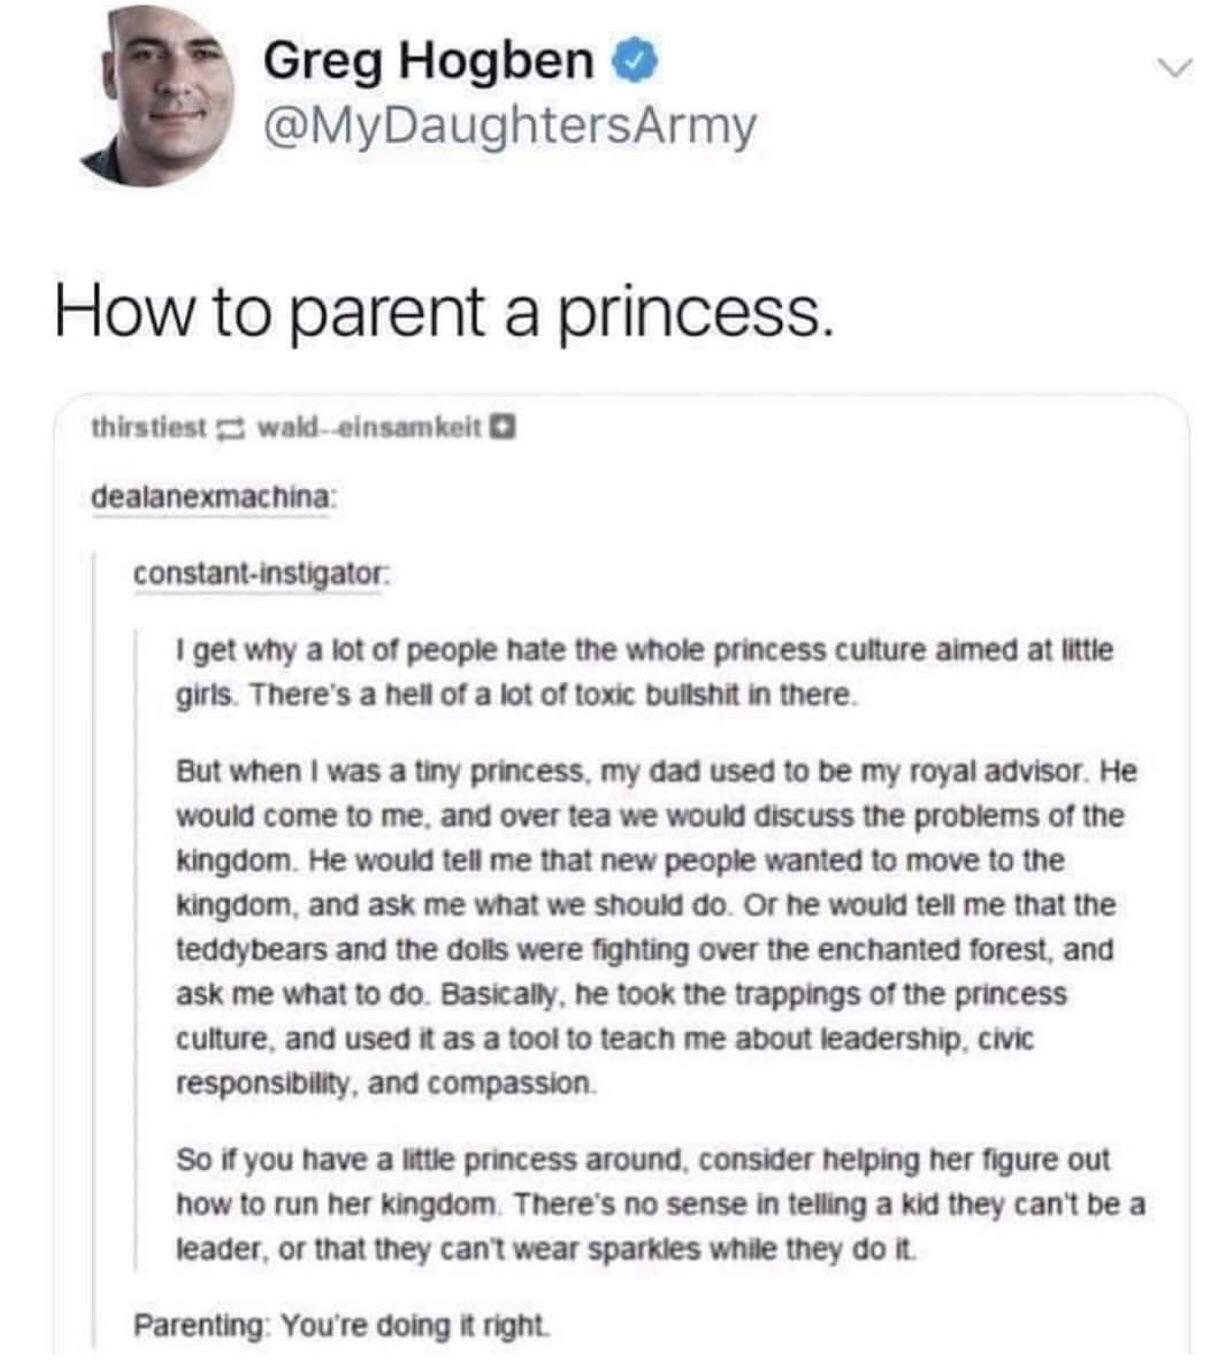 Greg Hogben
@MyDaughtersArmy
How to parent a princess.
thirstiest wald--einsamkeit
dealanexmachina:
constant-instigator:
I get why a lot of people hate the whole princess culture aimed at little
girls. There's a hell of a lot of toxic bullshit in there.
But when I was a tiny princess, my dad used to be my royal advisor. He
would come to me, and over tea we would discuss the problems of the
kingdom. He would tell me that new people wanted to move to the
kingdom, and ask me what we should do. Or he would tell me that the
teddybears and the dolls were fighting over the enchanted forest, and
ask me what to do. Basically, he took the trappings of the princess
culture, and used it as a tool to teach me about leadership, civic
responsibility, and compassion.
So if you have a little princess around, consider helping her figure out
how to run her kingdom. There's no sense in telling a kid they can't be a
leader, or that they can't wear sparkles while they do it.
Parenting: You're doing it right.